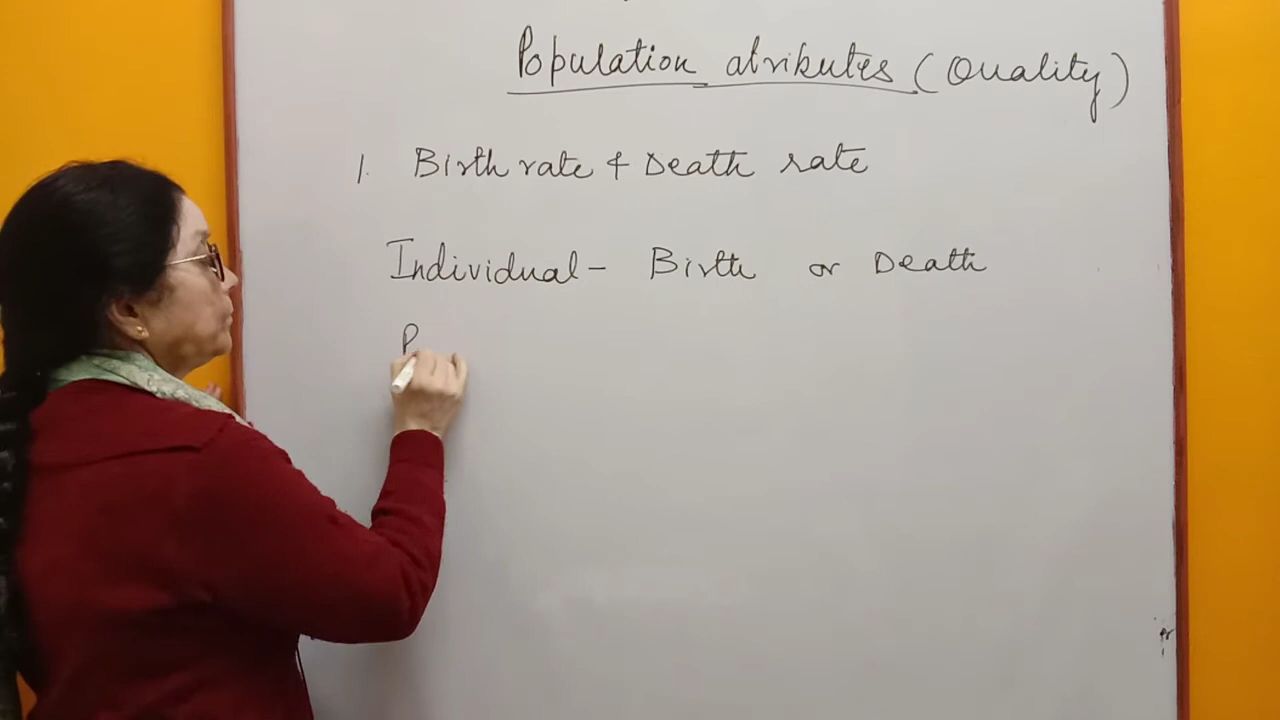 Population atributes (Quality)
1. Birth rate & Death rate
Individual - Birth or Death
P